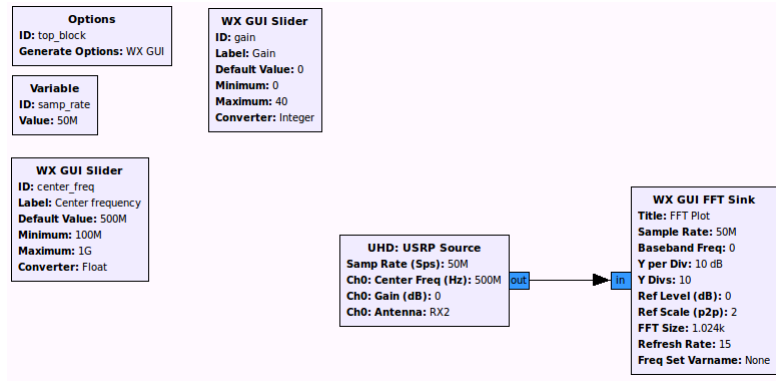 Options
ID: top_block
Generate Options: WX GUI
Variable
ID: samp_rate
Value: 50M
WX GUI Slider
ID: gain
Label: Gain
Default Value: 0
Minimum: 0
Maximum: 40
Converter: Integer
WX GUI Slider
ID: center_freq
Label: Center frequency
Default Value: 500M
Minimum: 100M
Maximum: 1G
Converter: Float
UHD: USRP Source
Samp Rate (Sps): 50M
Ch0: Center Freq (Hz): 500M
Ch0: Gain (dB): 0
Ch0: Antenna: RX2
out
in
WX GUI FFT Sink
Title: FFT Plot
Sample Rate: 50M
Baseband Freq: 0
Y per Div: 10 dB
Y Divs: 10
Ref Level (dB): 0
Ref Scale (p2p): 2
FFT Size: 1.024k
Refresh Rate: 15
Freq Set Varname: None